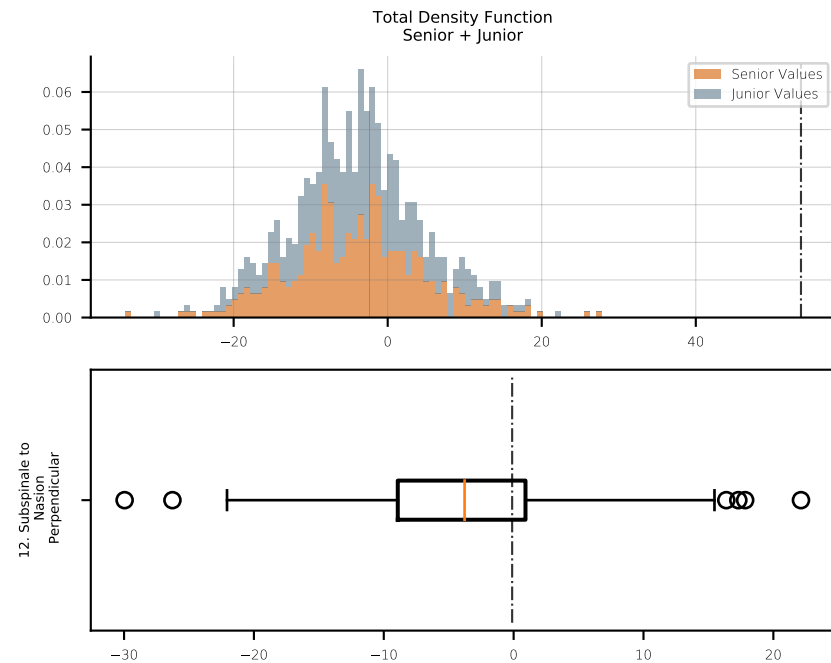 Total Density Function
Senior + Junior
Senior Values
Junior Values
0.06
0.05
0.04
0.03
0.02
0.01
0.00
−20 0 20 40
12. Subspinale to
Nasion
Perpendicular
−30 −20 −10 0 10 20